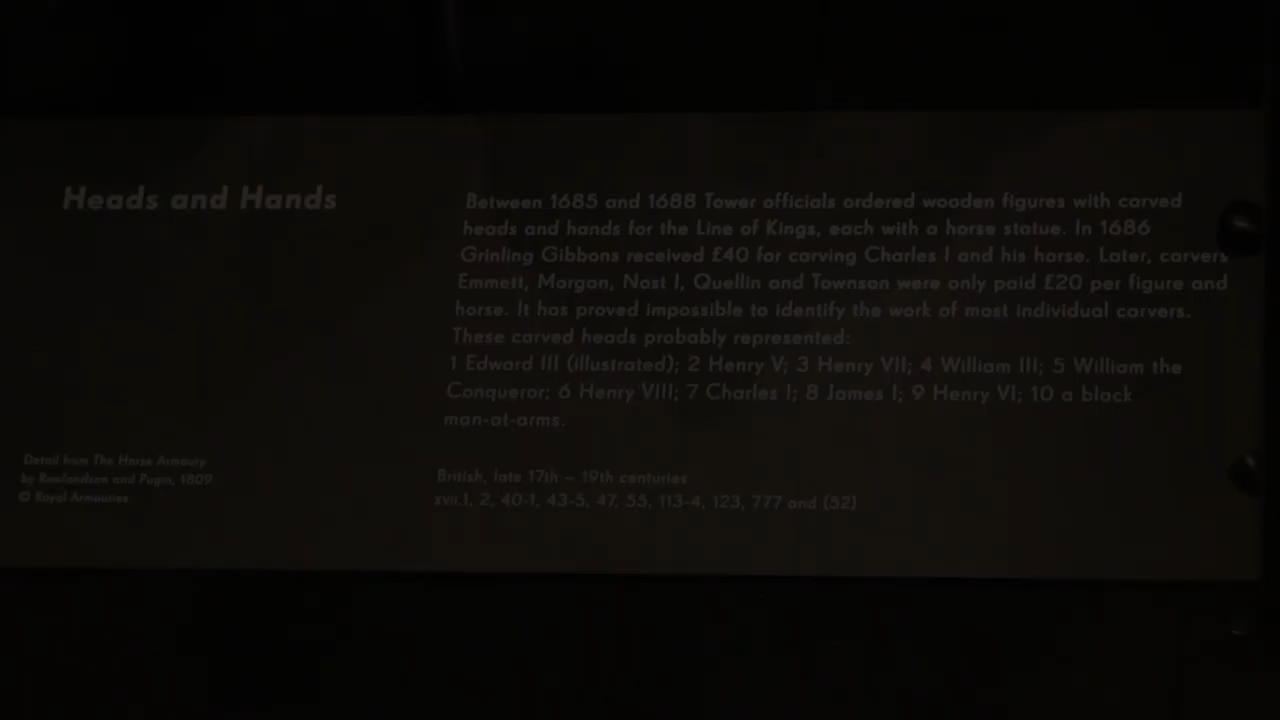 Heads and Hands
Between 1685 and 1688 Tower officials ordered wooden figures with carved
heads and hands for the Line of Kings, each with a horse statue. In 1686
Grinling Gibbons received £40 for carving Charles I and his horse. Later, carvers
Emmett, Morgan, Nost I, Quellin and Townson were only paid £20 per figure and
horse. It has proved impossible to identify the work of most individual carvers.
These carved heads probably represented:
1 Edward III (illustrated); 2 Henry V; 3 Henry VII; 4 William III; 5 William the
Conqueror; 6 Henry VIII; 7 Charles I; 8 James I; 9 Henry VI; 10 a black
man-at-arms.
Detail from The Horse Armoury
by Rowlandson and Pugin, 1809
© Royal Armouries
British, late 17th – 19th centuries
xvii.1, 2, 40-1, 43-5, 47, 55, 113-4, 123, 777 and (52)